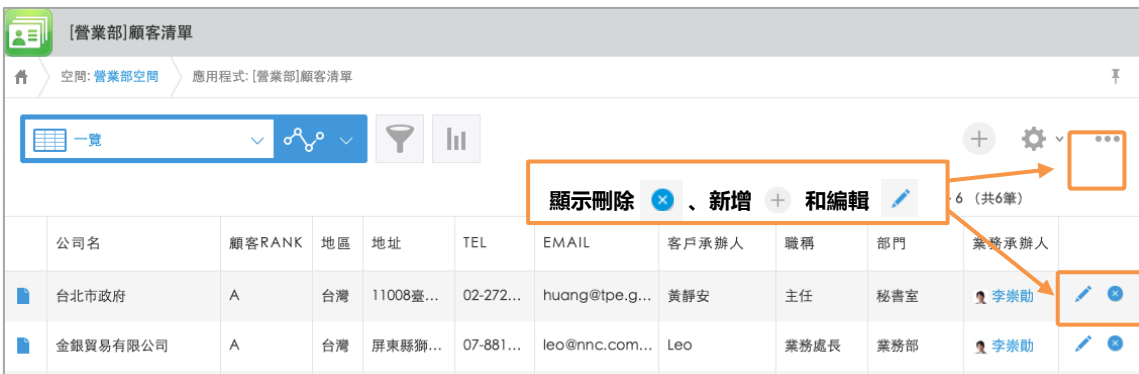 [營業部]顧客清單
空間: 營業部空間 應用程式: [營業部]顧客清單
一覽
顯示刪除 、新增 和編輯
6 (共6筆)
公司名 顧客RANK 地區 地址 TEL EMAIL 客戶承辦人 職稱 部門 業務承辦人
台北市政府 A 台灣 11008臺... 02-272... huang@tpe.g... 黃靜安 主任 秘書室 李崇勛
金銀貿易有限公司 A 台灣 屏東縣獅... 07-881... leo@nnc.com... Leo 業務處長 業務部 李崇勛